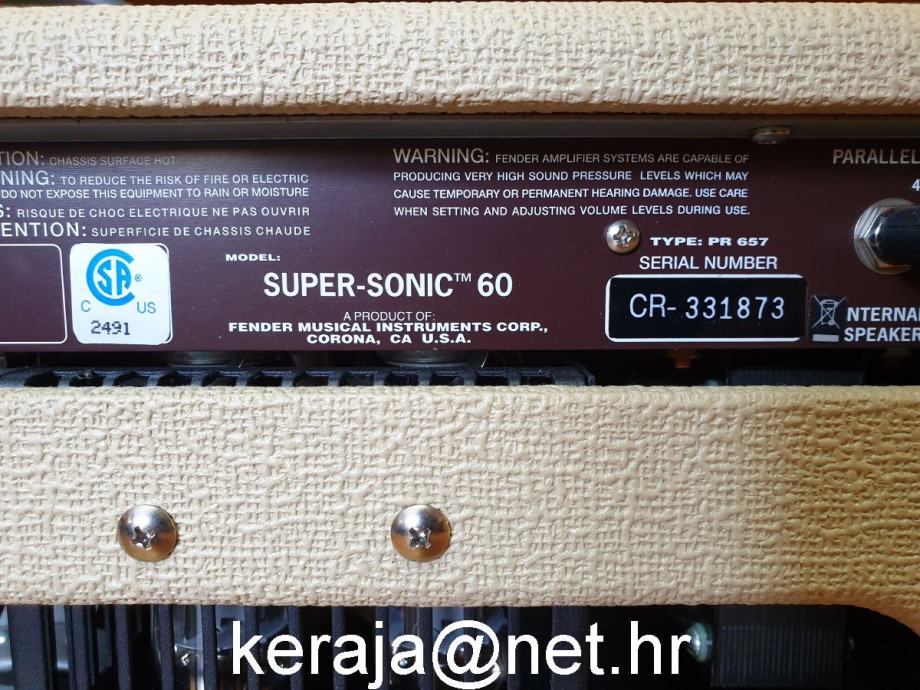 TION: CHASSIS SURFACE HOT
NING: TO REDUCE THE RISK OF FIRE OR ELECTRIC
DO NOT EXPOSE THIS EQUIPMENT TO RAIN OR MOISTURE
S: RISQUE DE CHOC ELECTRIQUE NE PAS OUVRIR
ENTION: SUPERFICIE DE CHASSIS CHAUDE
WARNING: FENDER AMPLIFIER SYSTEMS ARE CAPABLE OF
PRODUCING VERY HIGH SOUND PRESSURE LEVELS WHICH MAY
CAUSE TEMPORARY OR PERMANENT HEARING DAMAGE. USE CARE
WHEN SETTING AND ADJUSTING VOLUME LEVELS DURING USE.
PARALLEL
4
CSA ®
C US
2491
MODEL:
SUPER-SONIC™ 60
A PRODUCT OF:
FENDER MUSICAL INSTRUMENTS CORP.,
CORONA, CA U.S.A.
TYPE: PR 657
SERIAL NUMBER
CR- 331873
NTERNA
SPEAKER
keraja@net.hr